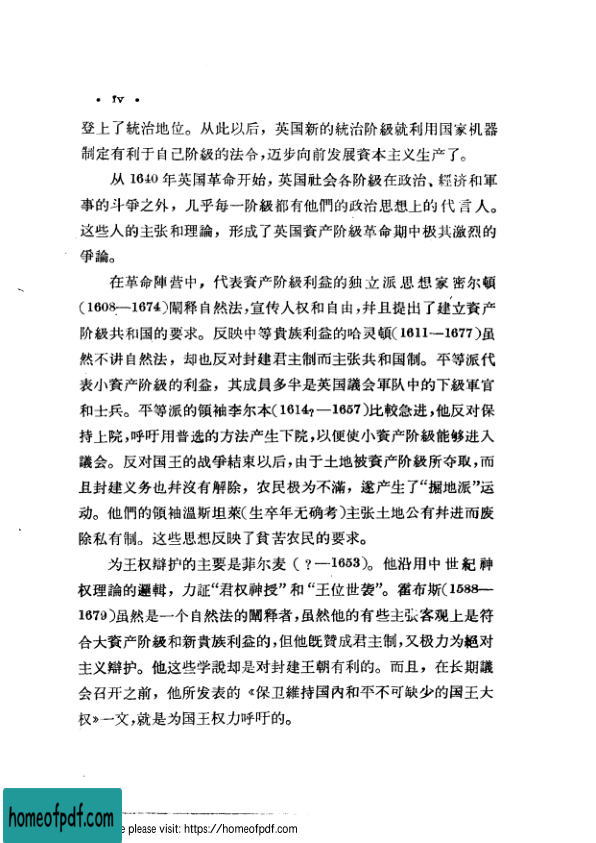 • iv •
登上了統治地位。从此以后，英国新的統治阶級就利用国家机器
制定有利于自己阶級的法令，迈步向前发展資本主义生产了。
从 1640 年英国革命开始，英国社会各阶級在政治、經济和軍
事的斗爭之外，几乎每一阶級都有他們的政治思想上的代言人。
这些人的主张和理論，形成了英国資产阶級革命期中极其激烈的
爭論。
在革命陣营中，代表資产阶級利益的独立派思想家密尔頓
(1608—1674)闡释自然法，宣传人权和自由，幷且提出了建立資产
阶級共和国的要求。反映中等貴族利益的哈灵頓(1611—1677)虽
然不讲自然法，却也反对封建君主制而主张共和国制。平等派代
表小資产阶級的利益，其成員多半是英国議会軍队中的下級軍官
和士兵。平等派的領袖李尔本(1614?—1657)比較急进，他反对保
持上院，呼吁用普选的方法产生下院，以便使小資产阶級能够进入
議会。反对国王的战爭結束以后，由于土地被資产阶級所夺取，而
且封建义务也幷沒有解除，农民极为不滿，遂产生了“掘地派”运
动。他們的領袖溫斯坦萊(生卒年无确考)主张土地公有幷进而废
除私有制。这些思想反映了貧苦农民的要求。
为王权辯护的主要是菲尔麦（？—1653)。他沿用中世紀神
权理論的邏輯，力証“君权神授”和“王位世袭”。霍布斯(1588—
1679)虽然是一个自然法的闡释者，虽然他的有些主张客观上是符
合大資产阶級和新貴族利益的，但他旣贊成君主制，又极力为絕对
主义辯护。他这些学說却是对封建王朝有利的。而且，在长期議
会召开之前，他所发表的《保卫維持国內和平不可缺少的国王大
权》一文，就是为国王权力呼吁的。
homeofpdf.com
e please visit: https://homeofpdf.com